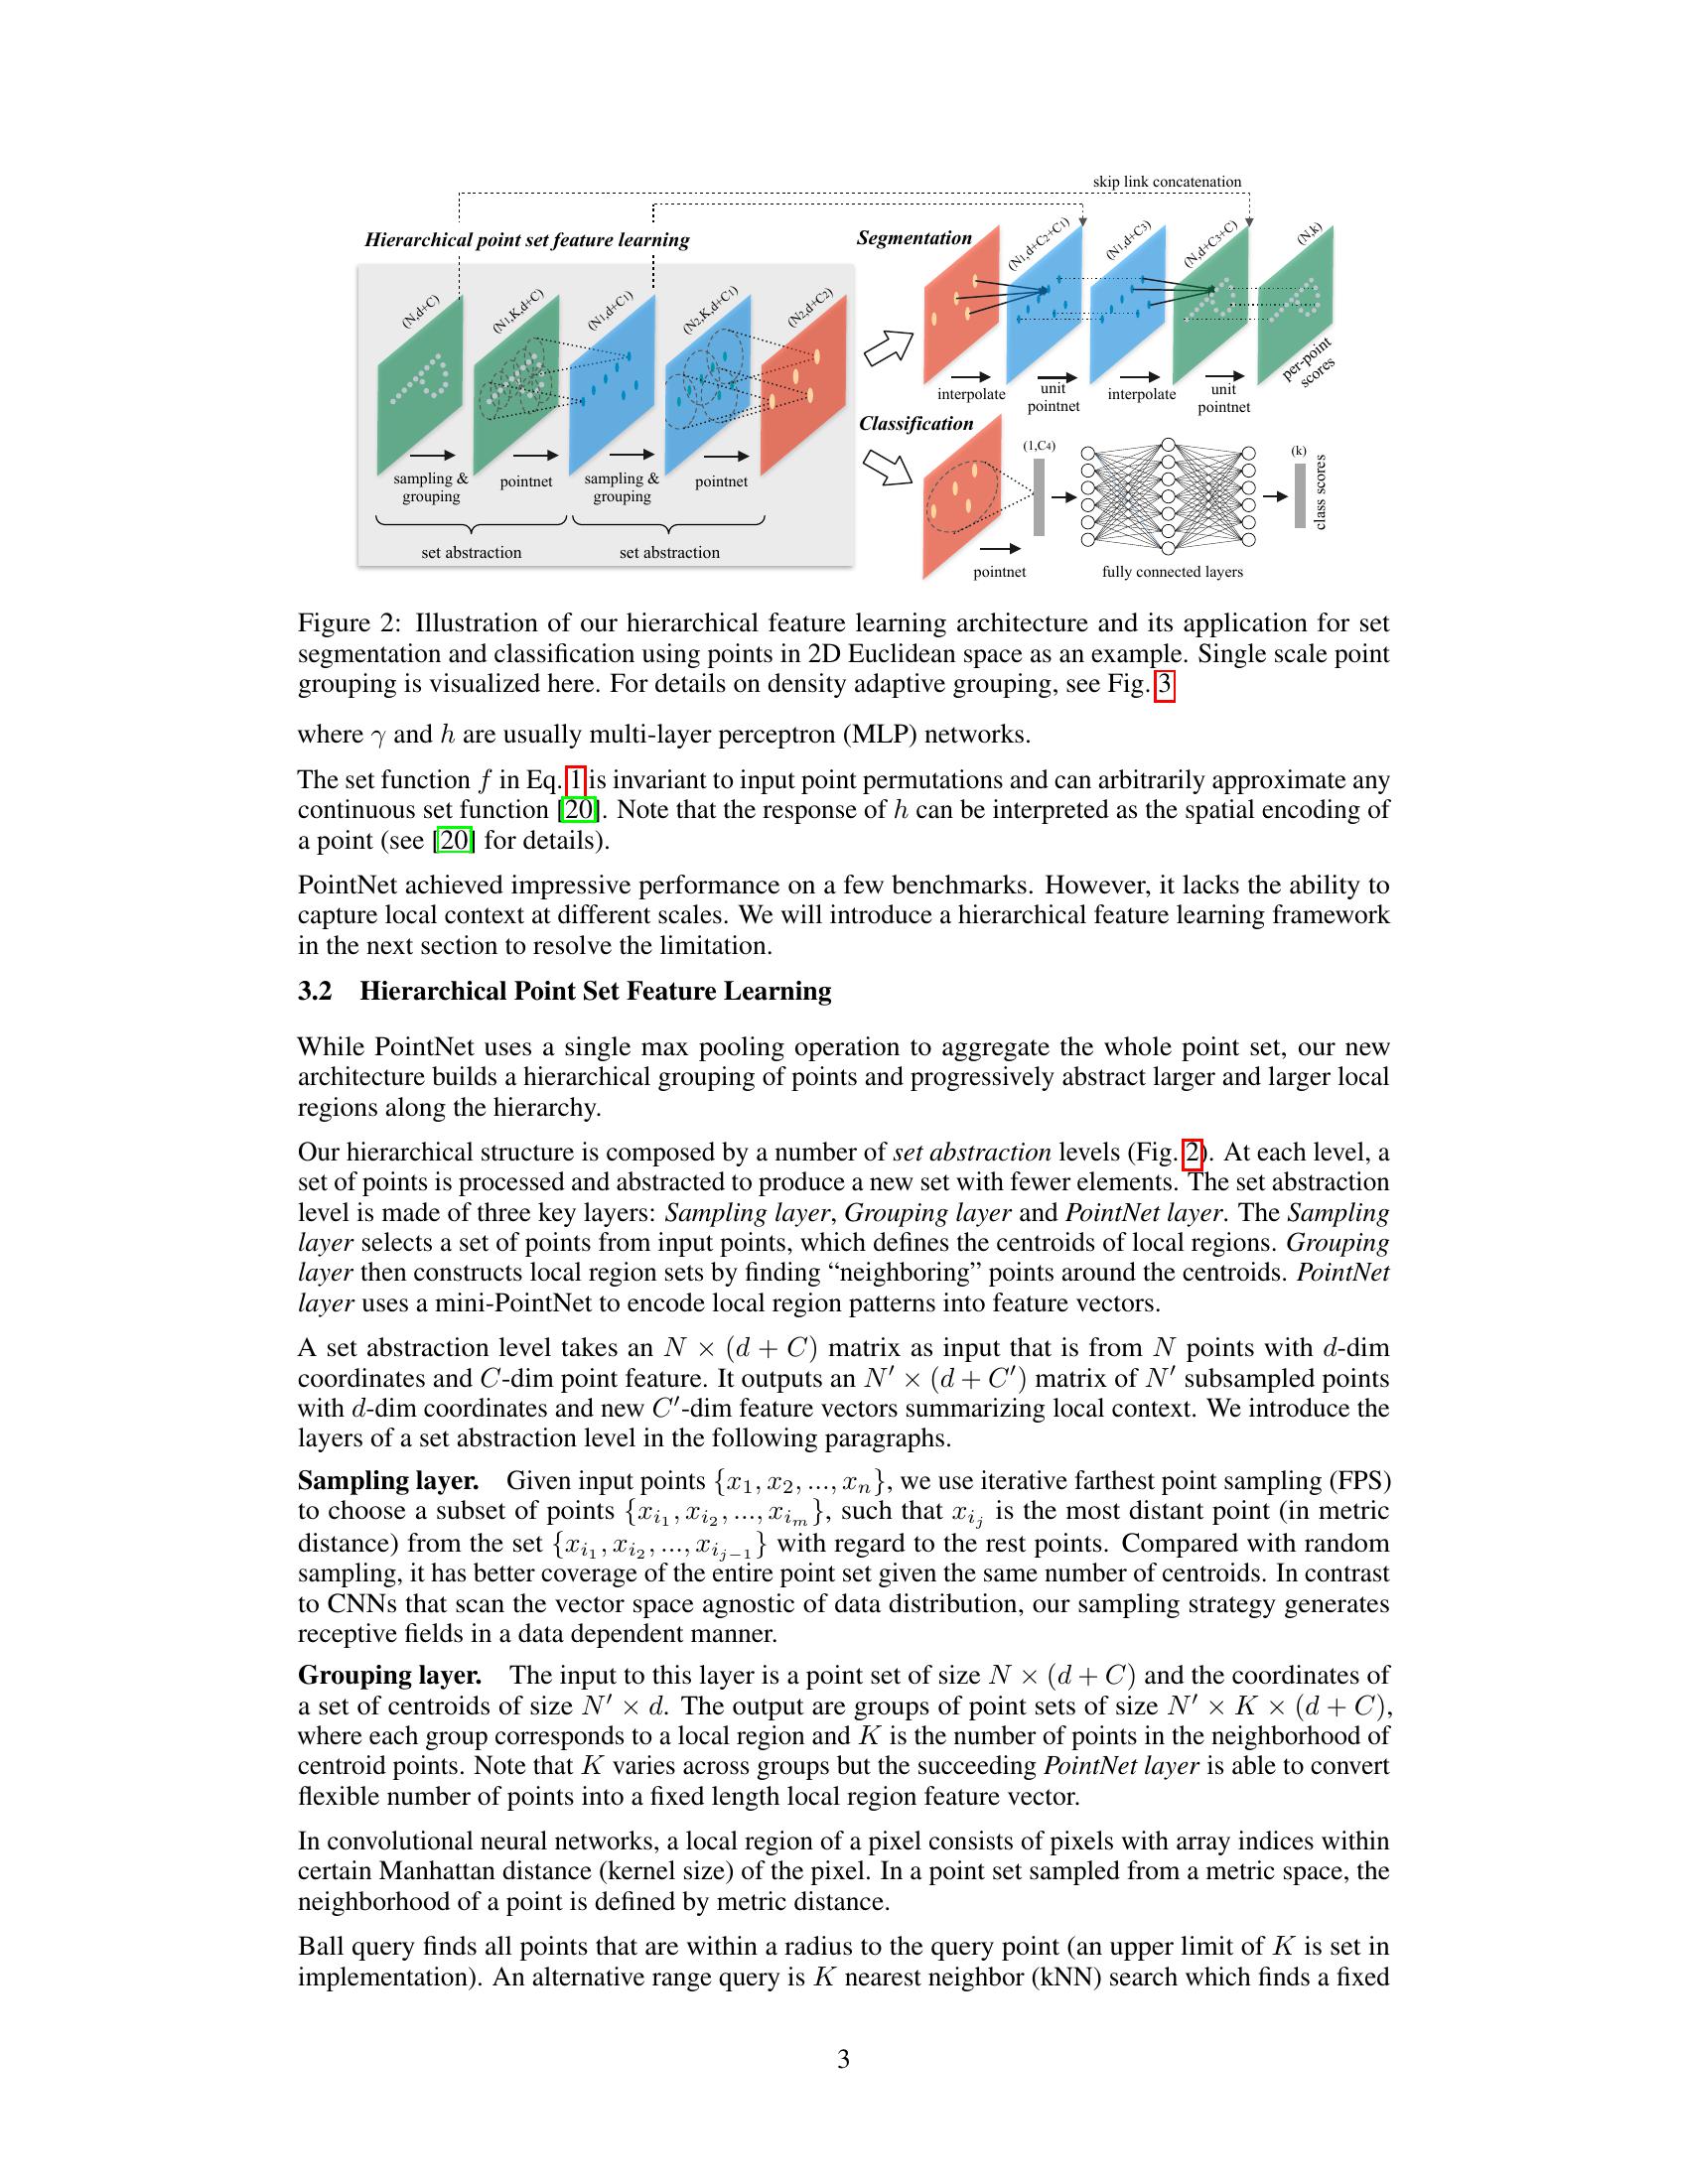 skip link concatenation
Hierarchical point set feature learning
Segmentation
(N,d+C)
(N1,K,d+C)
(N1,d+C1)
(N2,K,d+C1)
(N2,d+C2)
(N1,d+C2+C1)
(N1,d+C3)
(N,d+C3+C)
(N,k)
interpolate
unit
pointnet
interpolate
unit
pointnet
per-point
scores
Classification
(1,C4)
(k)
class scores
sampling &
grouping
pointnet
sampling &
grouping
pointnet
set abstraction
set abstraction
pointnet
fully connected layers
Figure 2: Illustration of our hierarchical feature learning architecture and its application for set
segmentation and classification using points in 2D Euclidean space as an example. Single scale point
grouping is visualized here. For details on density adaptive grouping, see Fig. 3
where γ and h are usually multi-layer perceptron (MLP) networks.
The set function f in Eq. 1 is invariant to input point permutations and can arbitrarily approximate any
continuous set function [20]. Note that the response of h can be interpreted as the spatial encoding of
a point (see [20] for details).
PointNet achieved impressive performance on a few benchmarks. However, it lacks the ability to
capture local context at different scales. We will introduce a hierarchical feature learning framework
in the next section to resolve the limitation.
3.2 Hierarchical Point Set Feature Learning
While PointNet uses a single max pooling operation to aggregate the whole point set, our new
architecture builds a hierarchical grouping of points and progressively abstract larger and larger local
regions along the hierarchy.
Our hierarchical structure is composed by a number of set abstraction levels (Fig. 2). At each level, a
set of points is processed and abstracted to produce a new set with fewer elements. The set abstraction
level is made of three key layers: Sampling layer, Grouping layer and PointNet layer. The Sampling
layer selects a set of points from input points, which defines the centroids of local regions. Grouping
layer then constructs local region sets by finding “neighboring” points around the centroids. PointNet
layer uses a mini-PointNet to encode local region patterns into feature vectors.
A set abstraction level takes an N × (d + C) matrix as input that is from N points with d-dim
coordinates and C-dim point feature. It outputs an N′ × (d + C′) matrix of N′ subsampled points
with d-dim coordinates and new C′-dim feature vectors summarizing local context. We introduce the
layers of a set abstraction level in the following paragraphs.
Sampling layer. Given input points {x₁, x₂, ..., xₙ}, we use iterative farthest point sampling (FPS)
to choose a subset of points {x_{i_1}, x_{i_2}, ..., x_{i_m}}, such that x_{i_j} is the most distant point (in metric
distance) from the set {x_{i_1}, x_{i_2}, ..., x_{i_{j−1}}} with regard to the rest points. Compared with random
sampling, it has better coverage of the entire point set given the same number of centroids. In contrast
to CNNs that scan the vector space agnostic of data distribution, our sampling strategy generates
receptive fields in a data dependent manner.
Grouping layer. The input to this layer is a point set of size N × (d + C) and the coordinates of
a set of centroids of size N′ × d. The output are groups of point sets of size N′ × K × (d + C),
where each group corresponds to a local region and K is the number of points in the neighborhood of
centroid points. Note that K varies across groups but the succeeding PointNet layer is able to convert
flexible number of points into a fixed length local region feature vector.
In convolutional neural networks, a local region of a pixel consists of pixels with array indices within
certain Manhattan distance (kernel size) of the pixel. In a point set sampled from a metric space, the
neighborhood of a point is defined by metric distance.
Ball query finds all points that are within a radius to the query point (an upper limit of K is set in
implementation). An alternative range query is K nearest neighbor (kNN) search which finds a fixed
3